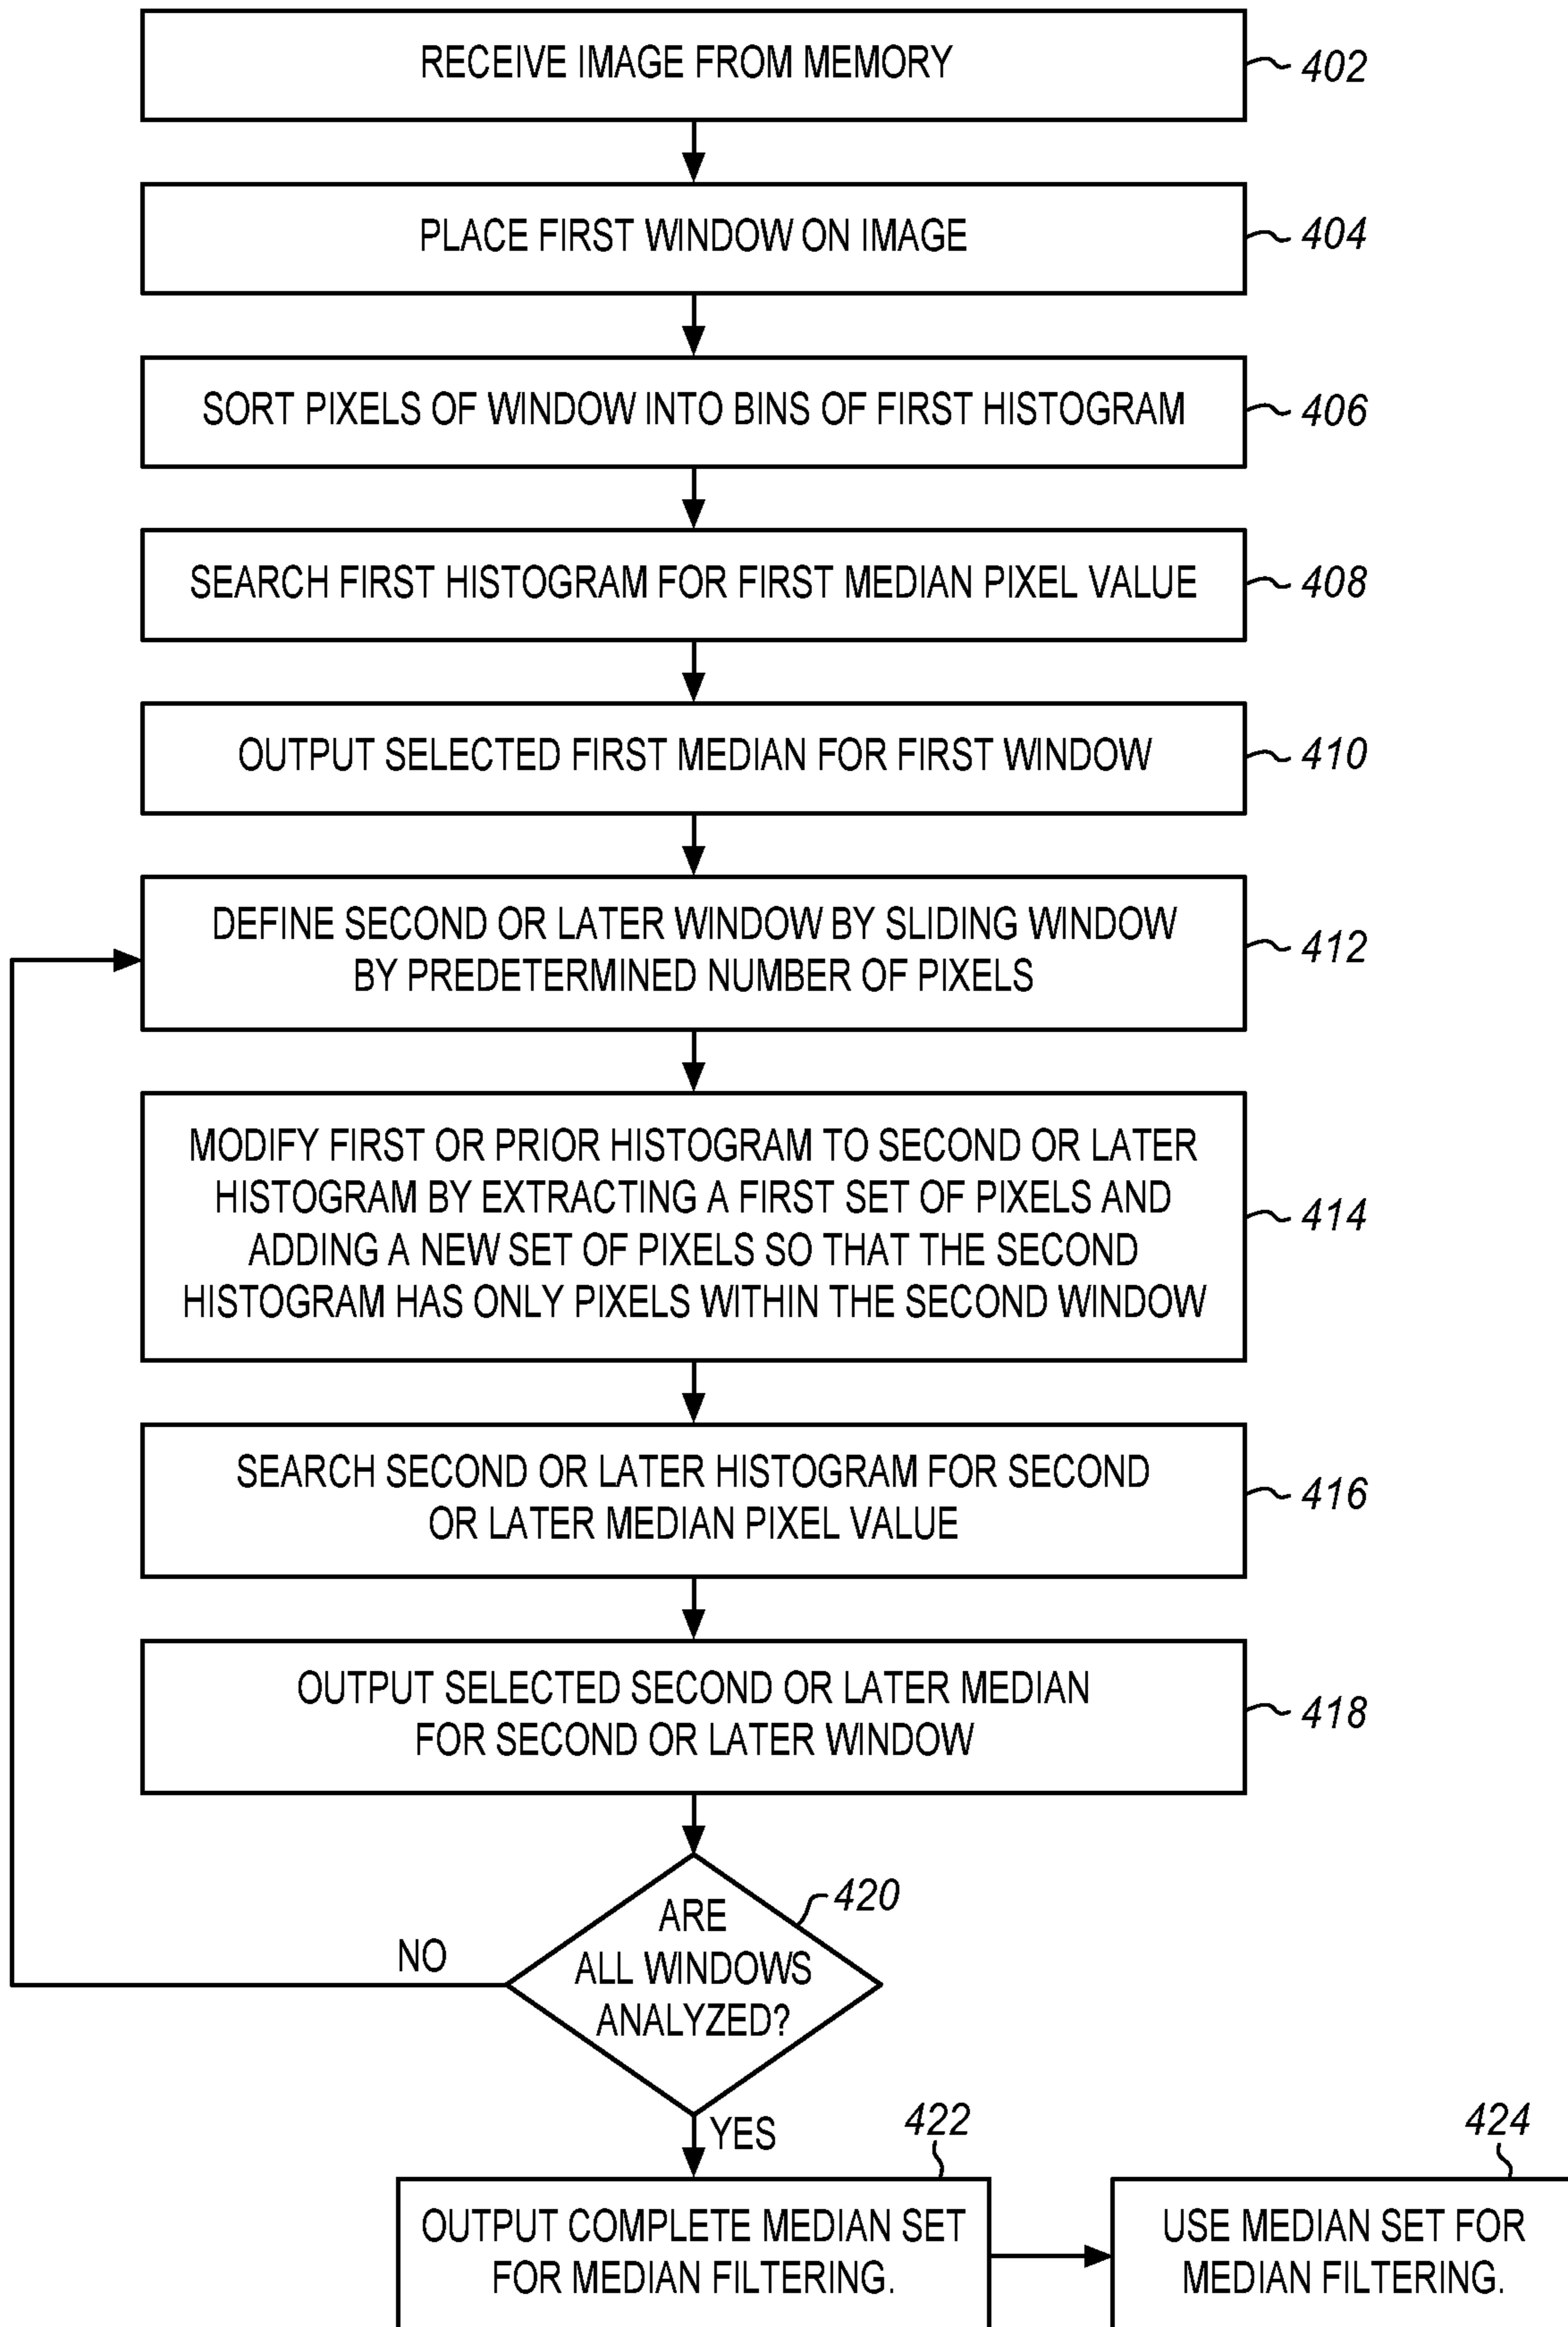 RECEIVE IMAGE FROM MEMORY
402
PLACE FIRST WINDOW ON IMAGE
404
SORT PIXELS OF WINDOW INTO BINS OF FIRST HISTOGRAM
406
SEARCH FIRST HISTOGRAM FOR FIRST MEDIAN PIXEL VALUE
408
OUTPUT SELECTED FIRST MEDIAN FOR FIRST WINDOW
410
DEFINE SECOND OR LATER WINDOW BY SLIDING WINDOW
BY PREDETERMINED NUMBER OF PIXELS
412
MODIFY FIRST OR PRIOR HISTOGRAM TO SECOND OR LATER
HISTOGRAM BY EXTRACTING A FIRST SET OF PIXELS AND
ADDING A NEW SET OF PIXELS SO THAT THE SECOND
HISTOGRAM HAS ONLY PIXELS WITHIN THE SECOND WINDOW
414
SEARCH SECOND OR LATER HISTOGRAM FOR SECOND
OR LATER MEDIAN PIXEL VALUE
416
OUTPUT SELECTED SECOND OR LATER MEDIAN
FOR SECOND OR LATER WINDOW
418
ARE
ALL WINDOWS
ANALYZED?
420
NO
YES
422
OUTPUT COMPLETE MEDIAN SET
FOR MEDIAN FILTERING.
424
USE MEDIAN SET FOR
MEDIAN FILTERING.